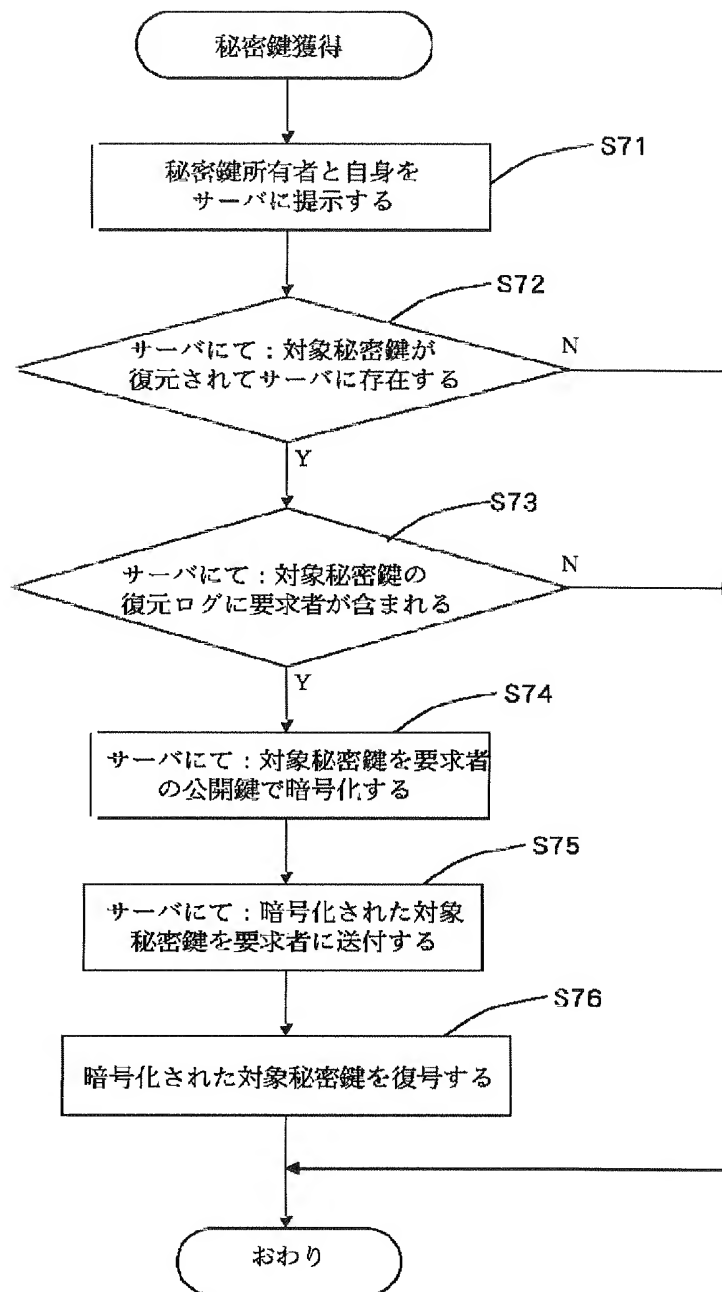 秘密鍵獲得
S71
秘密鍵所有者と自身を
サーバに提示する
S72
サーバにて：対象秘密鍵が
復元されてサーバに存在する
N
Y
S73
サーバにて：対象秘密鍵の
復元ログに要求者が含まれる
N
Y
S74
サーバにて：対象秘密鍵を要求者
の公開鍵で暗号化する
S75
サーバにて：暗号化された対象
秘密鍵を要求者に送付する
S76
暗号化された対象秘密鍵を復号する
おわり